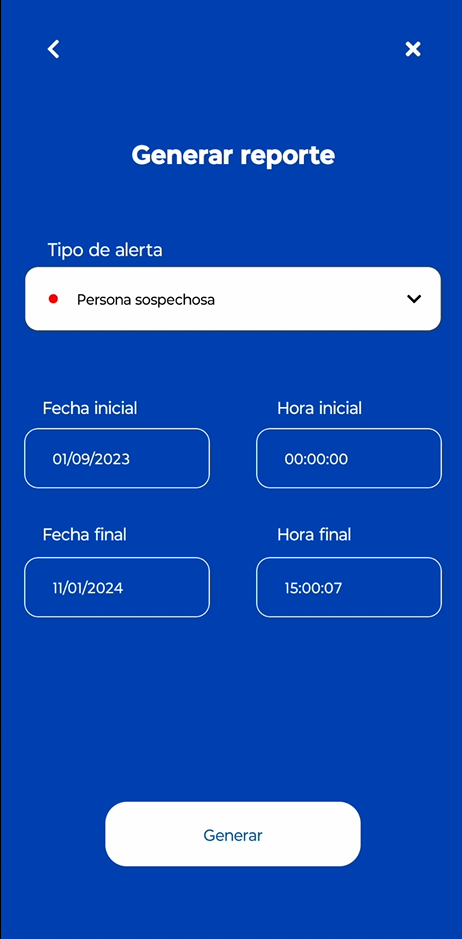 Generar reporte
Tipo de alerta
Persona sospechosa
Fecha inicial Hora inicial
01/09/2023 00:00:00
Fecha final Hora final
11/01/2024 15:00:07
Generar